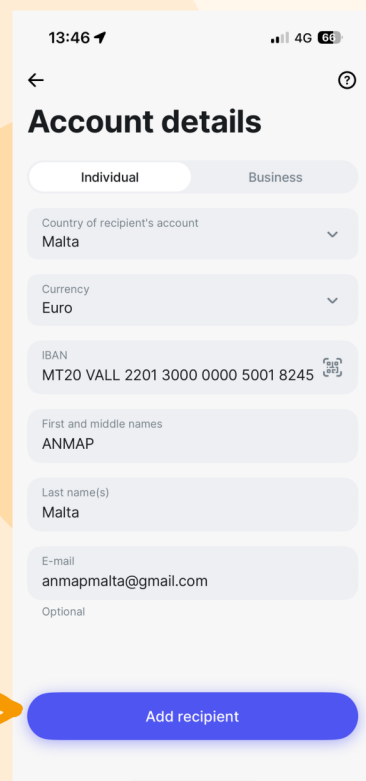 13:46
4G 66
Account details
Individual Business
Country of recipient's account
Malta
Currency
Euro
IBAN
MT20 VALL 2201 3000 0000 5001 8245
First and middle names
ANMAP
Last name(s)
Malta
E-mail
anmapmalta@gmail.com
Optional
Add recipient